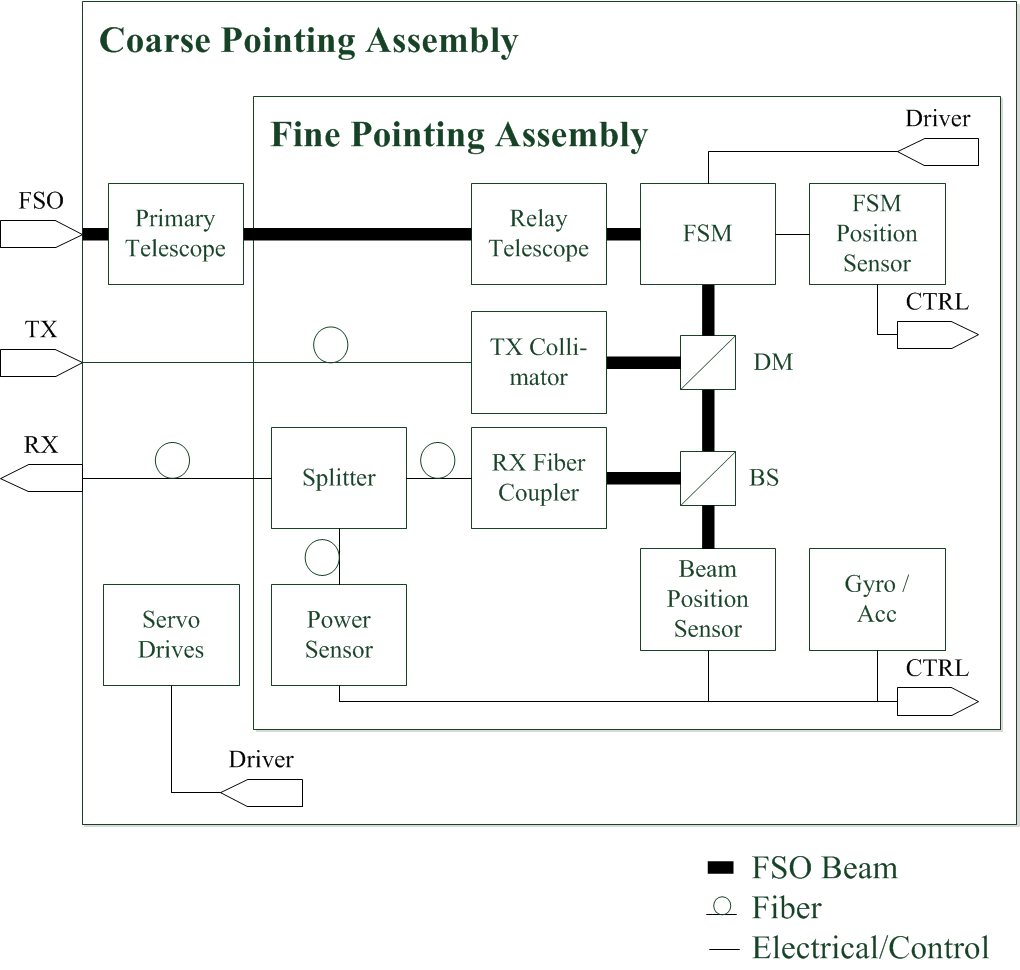 Coarse Pointing Assembly
Fine Pointing Assembly
Driver
FSO
Primary
Telescope
Relay
Telescope
FSM
FSM
Position
Sensor
CTRL
TX
TX Colli-
mator
DM
RX
Splitter
RX Fiber
Coupler
BS
Servo
Drives
Power
Sensor
Beam
Position
Sensor
Gyro /
Acc
CTRL
Driver
FSO Beam
Fiber
Electrical/Control